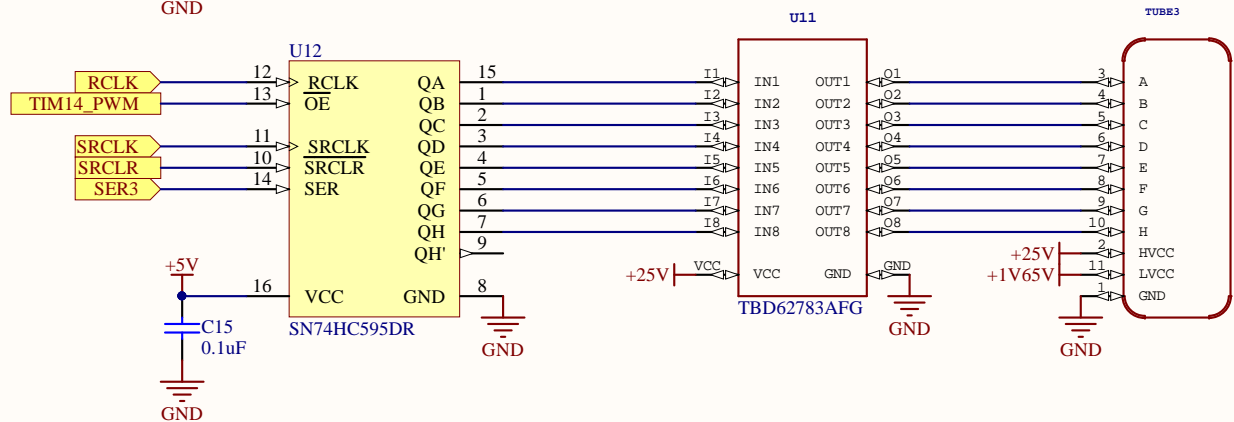 GND
U12
RCLK 12 RCLK QA 15
TIM14_PWM 13 OE QB 1
QC 2
SRCLK 11 SRCLK QD 3
SRCLR 10 SRCLR QE 4
SER3 14 SER QF 5
QG 6
QH 7
QH' 9
+5V
16 VCC GND 8
SN74HC595DR
C15
0.1uF
GND
GND
U11
I1 IN1 OUT1 O1
I2 IN2 OUT2 O2
I3 IN3 OUT3 O3
I4 IN4 OUT4 O4
I5 IN5 OUT5 O5
I6 IN6 OUT6 O6
I7 IN7 OUT7 O7
I8 IN8 OUT8 O8
+25V VCC VCC GND GND
TBD62783AFG
GND
TUBE3
3 A
4 B
5 C
6 D
7 E
8 F
9 G
10 H
+25V 2 HVCC
+1V65V 11 LVCC
1 GND
GND